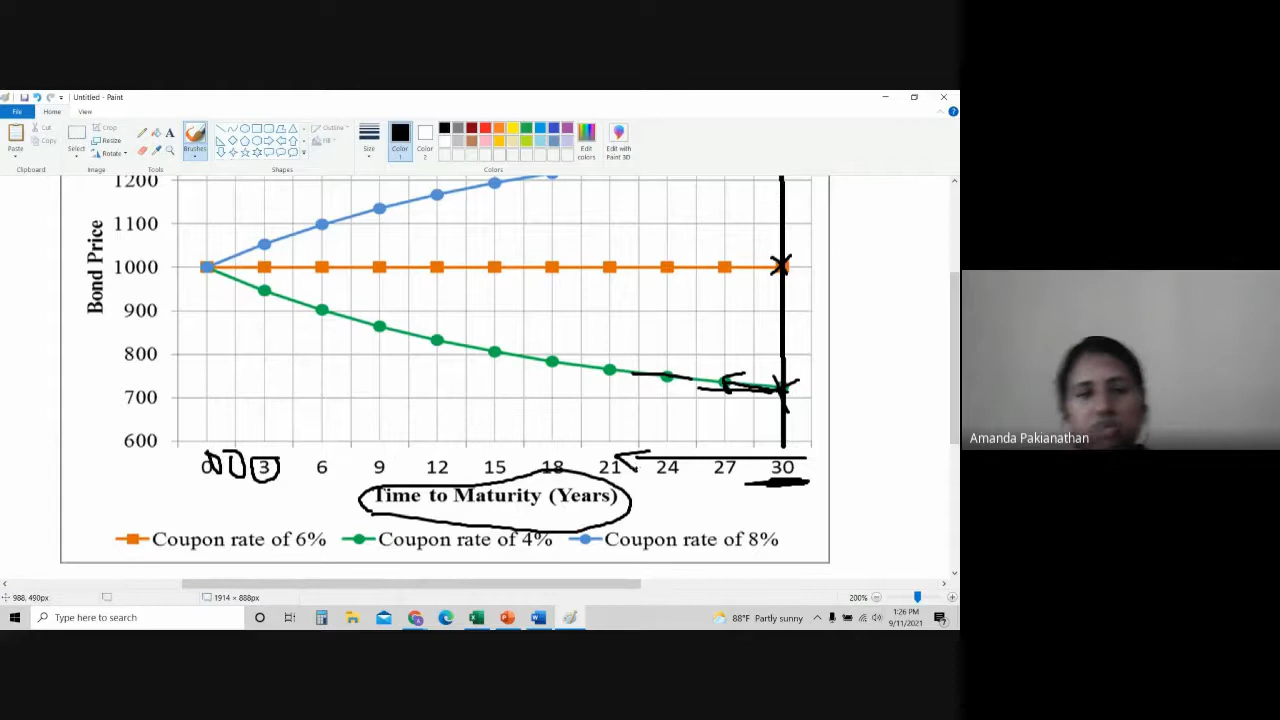 Untitled - Paint
File Home View
Paste
Cut
Copy
Select
Crop
Resize
Rotate
Brushes
Outline
Fill
Size
Color 1
Color 2
Edit colors
Edit with Paint 3D
Clipboard
Image
Tools
Shapes
Colors
Bond Price
1200
1100
1000
900
800
700
600
0 3 6 9 12 15 18 21 24 27 30
Time to Maturity (Years)
Coupon rate of 6% Coupon rate of 4% Coupon rate of 8%
Amanda Pakianathan
988, 490px
1914 × 888px
200%
Type here to search
88°F Partly sunny
1:26 PM
9/11/2021